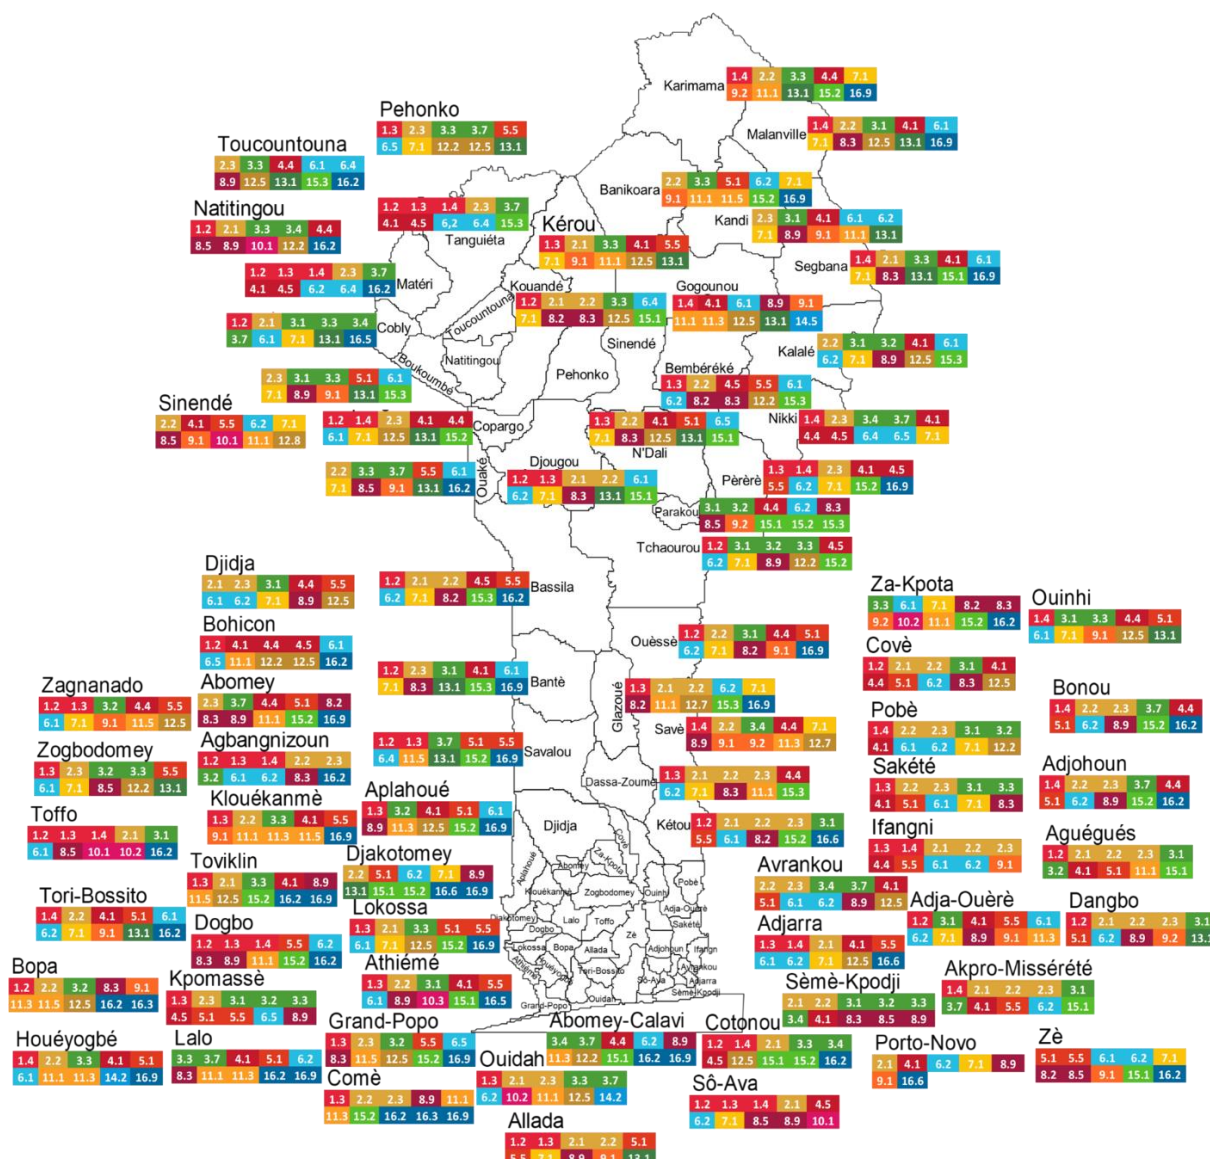 Karimama
1.4 2.2 3.3 4.4 7.1
9.2 11.1 13.1 15.2 16.9
Pehonko
1.3 2.3 3.3 3.7 5.5
6.5 7.1 12.2 12.5 13.1
Malanville
1.4 2.2 3.1 4.1 6.1
7.1 8.3 12.5 13.1 16.9
Toucountouna
2.3 3.3 4.4 6.1 6.4
8.9 12.5 13.1 15.3 16.2
Banikoara
2.2 3.3 5.1 6.2 7.1
9.1 11.1 11.5 15.2 16.9
Natitingou
1.2 2.1 3.3 3.4 4.4
8.5 8.9 10.1 12.2 16.2
1.2 1.3 1.4 2.3 3.7
4.1 4.5 6.2 6.4 15.3
Tanguiéta
Kérou
1.3 2.1 3.3 4.1 5.5
7.1 9.1 11.1 12.5 13.1
Kandi
2.3 3.1 4.1 6.1 6.2
7.1 8.9 9.1 11.1 13.1
Segbana
1.4 2.1 3.3 4.1 6.1
7.1 8.3 13.1 15.1 16.9
1.2 1.3 1.4 2.3 3.7
4.1 4.5 6.2 6.4 16.2
Matéri
Kouandé
1.2 2.1 2.2 3.3 6.4
7.1 8.2 8.3 12.5 15.1
Gogounou
1.4 4.1 6.1 8.9 9.1
11.1 11.3 12.5 13.1 14.5
Toucountouna
1.2 2.1 3.1 3.3 3.4
3.7 6.1 7.1 13.1 16.5
Cobly
Sinendé
Kalalé
2.2 3.1 3.2 4.1 6.1
6.2 7.1 8.9 12.5 15.3
Boukoumbé
Natitingou
Pehonko
2.3 3.1 3.3 5.1 6.1
7.1 8.9 9.1 13.1 15.3
Bembéréké
1.3 2.2 4.5 5.5 6.1
6.2 8.2 8.3 12.2 15.3
Sinendé
2.2 4.1 5.5 6.2 7.1
8.5 9.1 10.1 11.1 12.8
1.2 1.4 2.3 4.1 4.4
6.1 7.1 12.5 13.1 15.2
Copargo
1.3 2.2 4.1 5.1 6.5
7.1 8.3 12.5 13.1 15.1
N'Dali
Nikki
1.4 2.3 3.4 3.7 4.1
4.4 4.5 6.4 6.5 7.1
2.2 3.3 3.7 5.5 6.1
7.1 8.5 9.1 13.1 16.2
Ouaké
Djougou
1.2 1.3 2.1 2.2 6.1
6.2 7.1 8.3 13.1 15.1
Pèrèrè
1.3 1.4 2.3 4.1 4.5
5.5 6.2 7.1 15.2 16.9
Parakou
3.1 3.2 4.4 6.2 8.3
8.5 9.2 15.1 15.2 15.3
Tchaourou
1.2 3.1 3.2 3.3 4.5
6.2 7.1 8.9 12.2 15.2
Djidja
2.1 2.3 3.1 4.4 5.5
6.1 6.2 7.1 8.9 12.5
1.2 2.1 2.2 4.5 5.5
6.2 7.1 8.2 15.3 16.2
Bassila
Za-Kpota
3.3 6.1 7.1 8.2 8.3
9.2 10.2 11.1 15.2 16.2
Ouinhi
1.4 3.1 3.3 4.4 5.1
6.1 7.1 9.1 12.5 13.1
Bohicon
1.2 4.1 4.4 4.5 6.1
6.5 11.1 12.2 12.5 16.2
Ouèssè
1.2 2.2 3.1 4.4 5.1
6.2 7.1 8.2 9.1 16.9
Covè
1.2 2.1 2.2 3.1 4.1
4.4 5.1 6.2 8.3 12.5
Zagnanado
1.2 1.3 3.2 4.4 5.5
6.1 7.1 9.1 11.5 12.5
Abomey
2.3 3.7 4.4 5.1 8.2
8.3 8.9 11.1 15.2 16.9
1.2 2.3 3.1 4.1 6.1
7.1 8.3 13.1 15.3 16.9
Bantè
Glazoué
1.3 2.1 2.2 6.2 7.1
8.2 11.1 12.7 15.3 16.9
Bonou
1.4 2.2 2.3 3.7 4.4
5.1 6.2 8.9 15.2 16.2
Pobè
1.4 2.2 2.3 3.1 3.2
4.1 6.1 6.2 7.1 12.2
Savè
1.4 2.2 3.4 4.4 7.1
8.9 9.1 9.2 11.3 12.7
Zogbodomey
1.3 2.3 3.2 3.3 5.5
6.1 7.1 8.5 12.2 13.1
Agbangnizoun
1.2 1.3 1.4 2.2 2.3
3.2 6.1 6.2 8.3 16.2
1.2 1.3 3.7 5.1 5.5
6.4 11.5 13.1 15.2 16.9
Savalou
Dassa-Zoumè
1.3 2.1 2.2 2.3 4.4
6.2 7.1 8.3 11.1 15.3
Sakété
1.3 2.2 2.3 3.1 3.3
4.1 5.1 6.1 7.1 8.3
Adjohoun
1.4 2.2 2.3 3.7 4.4
5.1 6.2 8.9 15.2 16.2
Toffo
1.2 1.3 1.4 2.1 3.1
6.1 8.5 10.1 10.2 16.2
Klouékanmè
1.3 2.2 3.3 4.1 5.5
9.1 11.1 11.3 11.5 16.9
Aplahoué
1.3 3.2 4.1 5.1 6.1
8.9 11.3 12.5 15.2 16.9
Djidja
Covè
Kétou
1.2 2.1 2.2 2.3 3.1
5.5 6.1 8.2 15.2 16.6
Ifangni
1.3 1.4 2.1 2.2 2.3
4.4 5.5 6.1 6.2 9.1
Aguégués
1.2 2.1 2.2 2.3 3.1
3.2 4.1 5.1 11.1 15.1
Toviklin
1.3 2.1 3.3 4.1 8.9
11.5 12.5 15.2 16.2 16.9
Djakotomey
2.2 5.1 6.2 7.1 8.9
13.1 15.1 15.2 16.6 16.9
Aplahoué
Abomey
Za-Kpota
Klouékanmè
Zogbodomey
Ouinhi
Pobè
Adja-Ouèrè
Avrankou
2.2 2.3 3.4 3.7 4.1
5.1 6.1 6.2 8.9 12.5
Tori-Bossito
1.4 2.2 4.1 5.1 6.1
6.2 7.1 9.1 13.1 16.2
Dogbo
1.2 1.3 1.4 5.5 6.2
8.3 8.9 11.1 15.2 16.2
Lokossa
1.3 2.1 3.3 5.1 5.5
6.1 7.1 12.5 15.2 16.9
Djakotomey
Dogbo
Lalo
Toffo
Zè
Sakété
Adjarra
1.3 1.4 2.1 4.1 5.5
6.1 6.2 7.1 12.5 16.6
Adja-Ouèrè
1.2 3.1 4.1 5.5 6.1
6.2 7.1 8.9 9.1 11.3
Dangbo
1.2 2.1 2.2 2.3 3.1
5.1 6.2 8.9 9.2 13.1
Lokossa
Bopa
Allada
Adjohoun
Ifangn
Athiémé
Houéyogbé
Tori-Bossito
Sô-Ava
Avrankou
Adjarra
Sèmè-Kpodji
Grand-Popo
Ouidan
Bopa
1.2 2.2 3.2 8.3 9.1
11.3 11.5 12.5 16.2 16.3
Kpomassè
1.3 2.3 3.1 3.2 3.3
4.5 5.1 5.5 6.5 8.9
Athiémé
1.3 2.2 3.1 4.1 5.5
6.1 8.9 10.3 15.1 16.5
Sèmè-Kpodji
2.1 2.2 3.1 3.2 3.3
3.4 4.1 8.3 8.5 8.9
Akpro-Missérété
1.4 2.1 2.2 2.3 3.1
3.7 4.1 5.5 6.2 15.1
Houéyogbé
1.4 2.2 3.3 4.1 5.1
6.1 11.1 11.3 14.2 16.9
Lalo
3.3 3.7 4.1 5.1 6.2
8.3 11.1 11.3 16.2 16.9
Grand-Popo
1.3 2.3 3.2 5.5 6.5
8.3 11.5 12.5 15.2 16.9
Abomey-Calavi
3.4 3.7 4.4 6.2 8.9
11.3 12.2 15.1 16.2 16.9
Cotonou
1.2 1.4 2.1 3.3 3.4
4.5 12.5 15.1 15.2 16.2
Porto-Novo
2.1 4.1 6.2 7.1 8.9
9.1 16.6
Zè
5.1 5.5 6.1 6.2 7.1
8.2 8.5 9.1 15.1 16.2
Comè
1.3 2.2 2.3 8.9 11.1
11.3 15.2 16.2 16.3 16.9
Ouidah
1.3 2.1 2.3 3.3 3.7
6.2 10.2 11.1 12.5 14.2
Sô-Ava
1.2 1.3 1.4 2.1 4.5
6.2 7.1 8.5 8.9 10.1
Allada
1.2 1.3 2.1 2.2 5.1
5.5 7.1 8.9 9.1 13.1